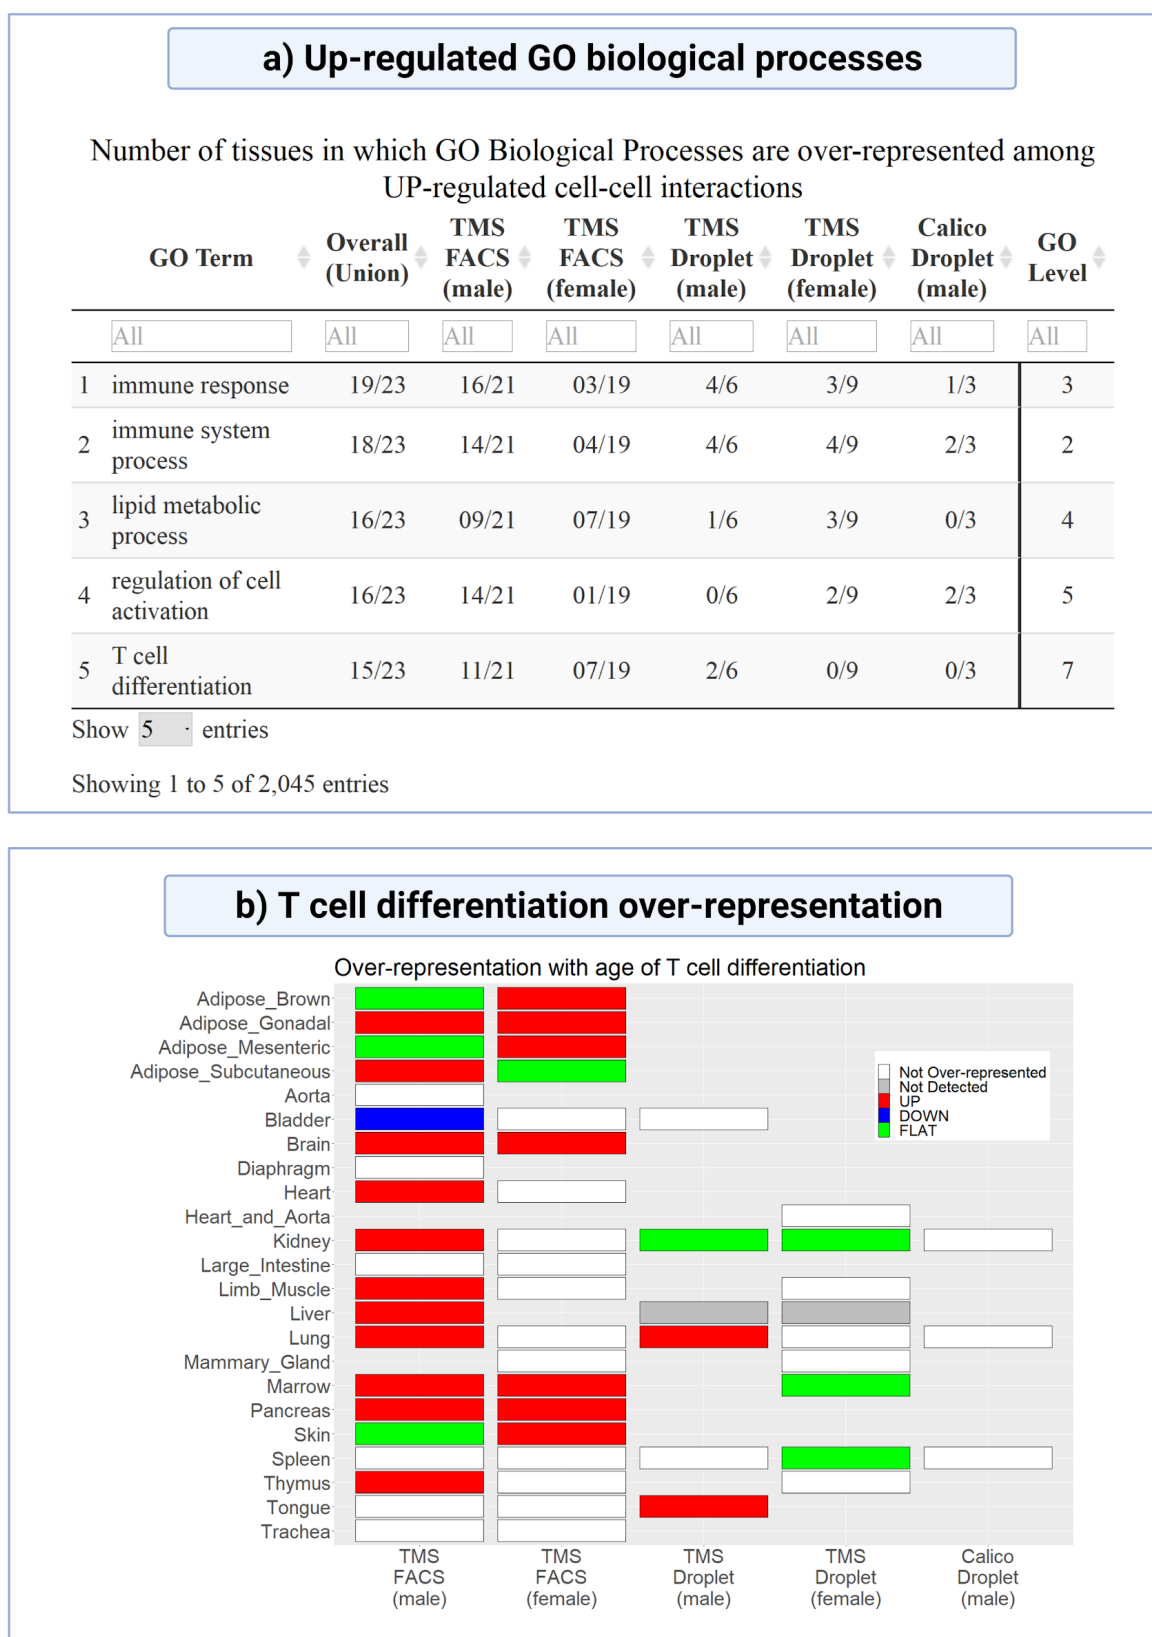 a) Up-regulated GO biological processes
Number of tissues in which GO Biological Processes are over-represented among
UP-regulated cell-cell interactions
GO Term Overall (Union) TMS FACS (male) TMS FACS (female) TMS Droplet (male) TMS Droplet (female) Calico Droplet (male) GO Level
All All All All All All All All
1 immune response 19/23 16/21 03/19 4/6 3/9 1/3 3
2 immune system process 18/23 14/21 04/19 4/6 4/9 2/3 2
3 lipid metabolic process 16/23 09/21 07/19 1/6 3/9 0/3 4
4 regulation of cell activation 16/23 14/21 01/19 0/6 2/9 2/3 5
5 T cell differentiation 15/23 11/21 07/19 2/6 0/9 0/3 7
Show 5 entries
Showing 1 to 5 of 2,045 entries
b) T cell differentiation over-representation
Over-representation with age of T cell differentiation
Adipose_Brown
Adipose_Gonadal
Adipose_Mesenteric
Adipose_Subcutaneous
Aorta
Bladder
Brain
Diaphragm
Heart
Heart_and_Aorta
Kidney
Large_Intestine
Limb_Muscle
Liver
Lung
Mammary_Gland
Marrow
Pancreas
Skin
Spleen
Thymus
Tongue
Trachea
Not Over-represented
Not Detected
UP
DOWN
FLAT
TMS FACS (male)
TMS FACS (female)
TMS Droplet (male)
TMS Droplet (female)
Calico Droplet (male)